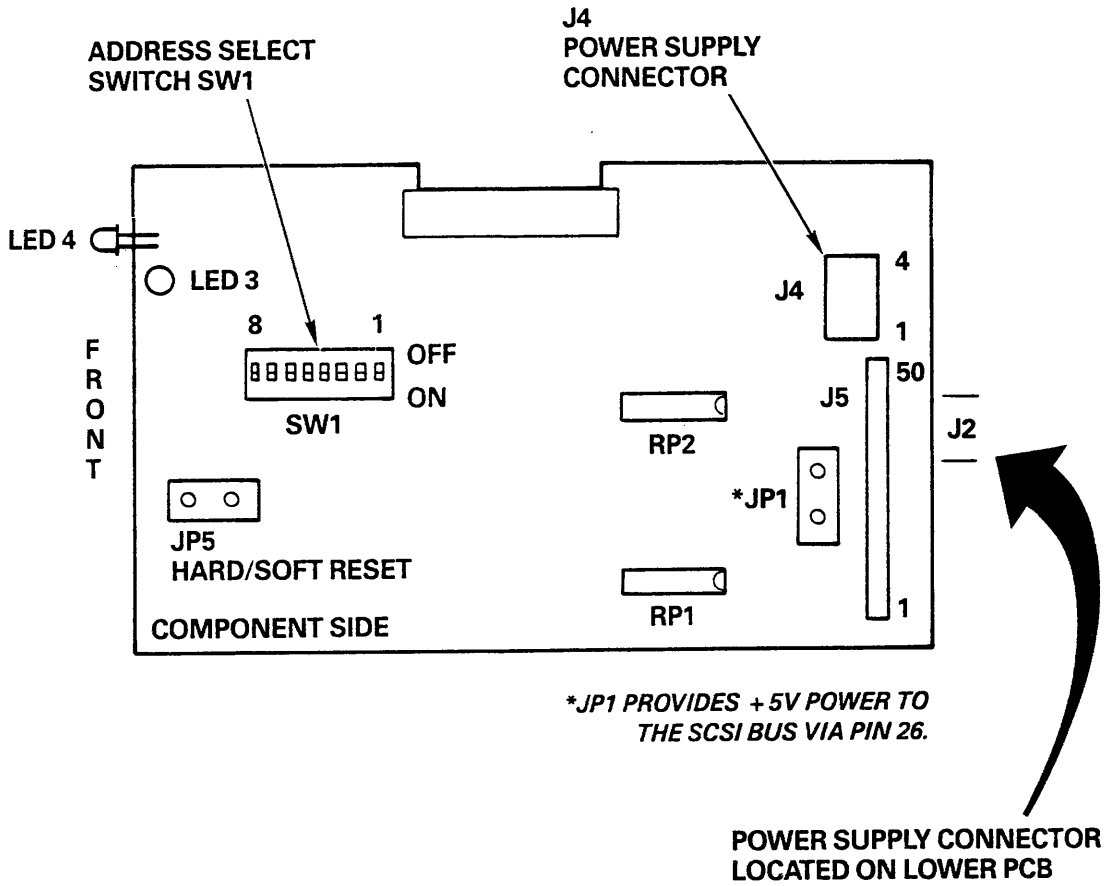 J4
POWER SUPPLY
CONNECTOR
ADDRESS SELECT
SWITCH SW1
LED 4
LED 3
J4
4
1
8 1
OFF
ON
SW1
FRONT
50
J5
J2
RP2
*JP1
JP5
HARD/SOFT RESET
RP1
1
COMPONENT SIDE
*JP1 PROVIDES +5V POWER TO
THE SCSI BUS VIA PIN 26.
POWER SUPPLY CONNECTOR
LOCATED ON LOWER PCB